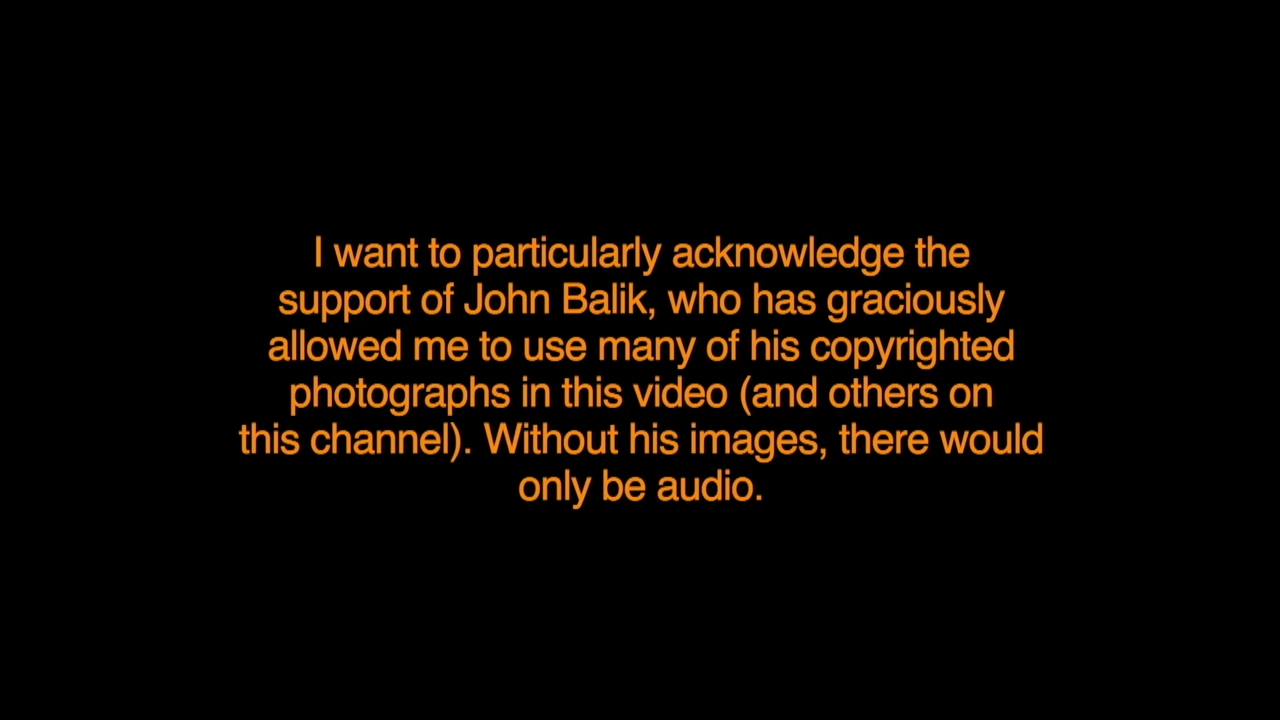 I want to particularly acknowledge the
support of John Balik, who has graciously
allowed me to use many of his copyrighted
photographs in this video (and others on
this channel). Without his images, there would
only be audio.